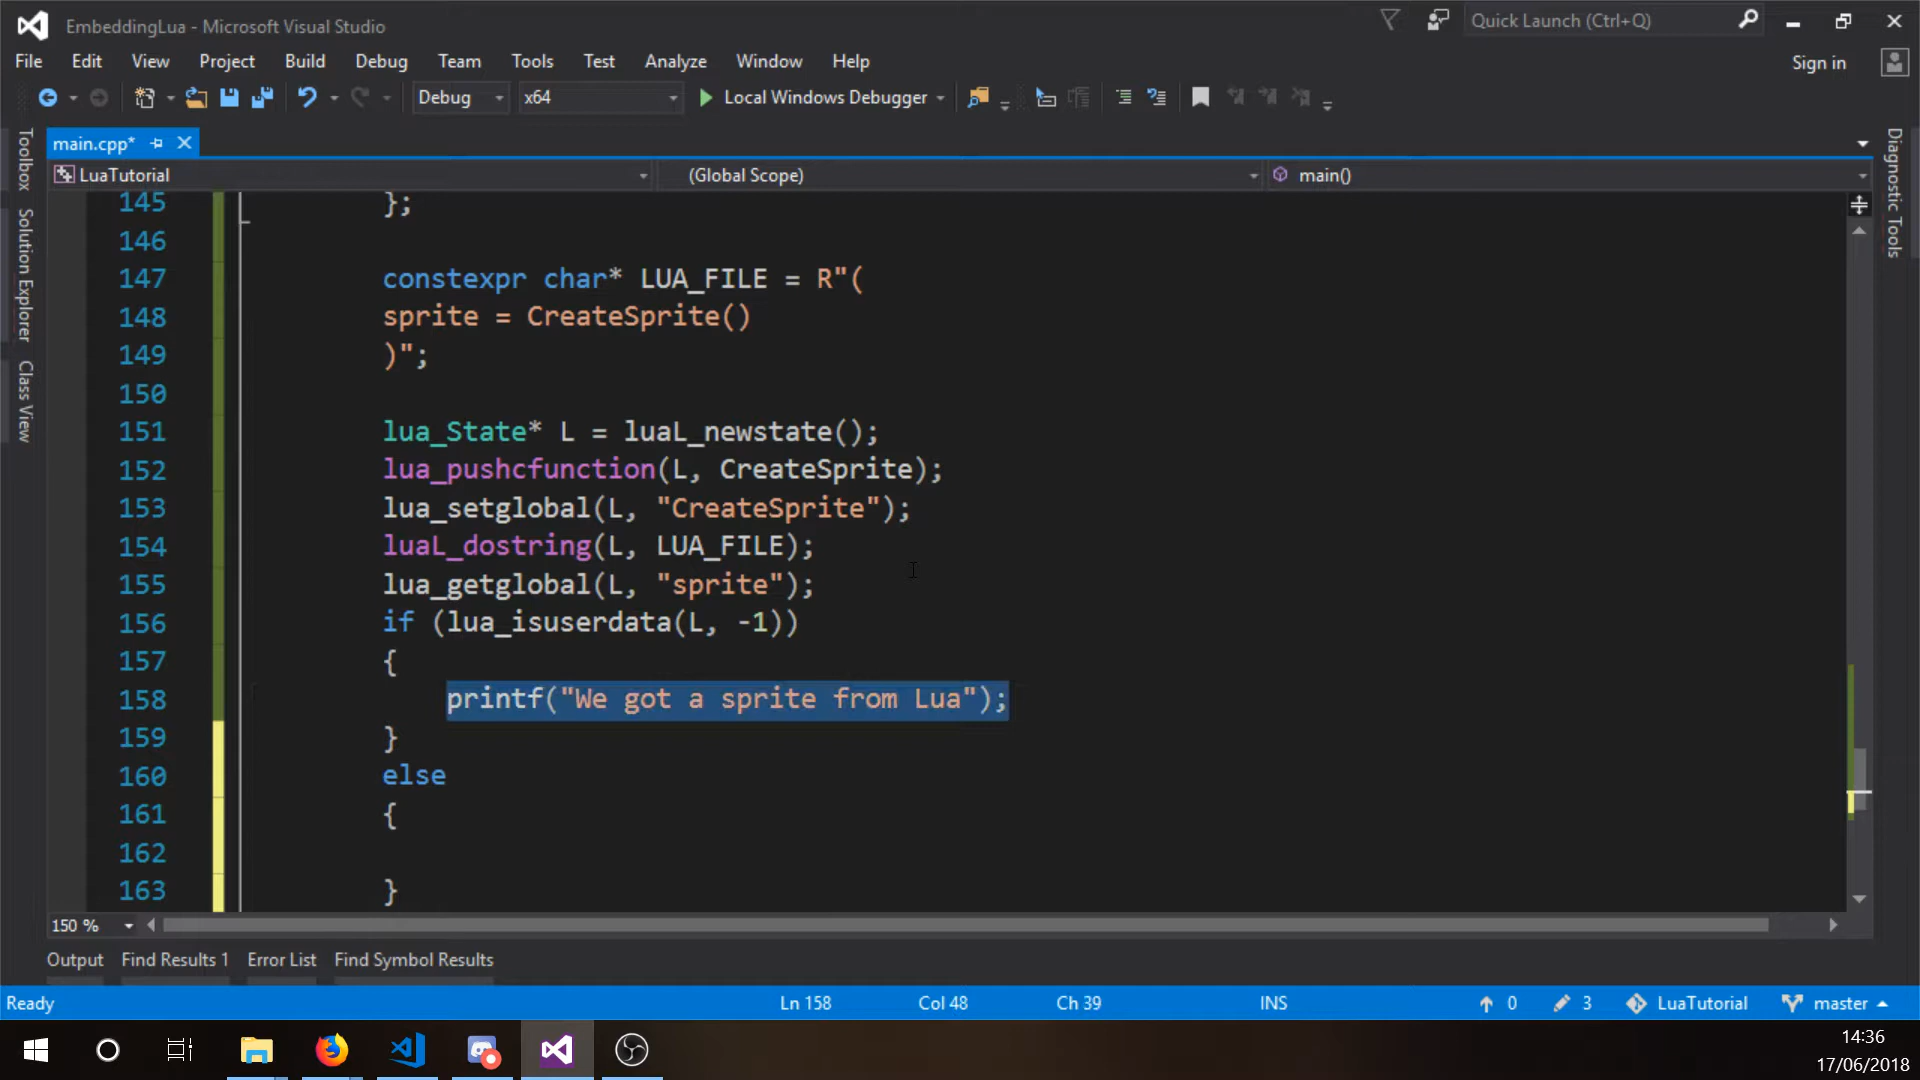 EmbeddingLua - Microsoft Visual Studio
Quick Launch (Ctrl+Q)
File Edit View Project Build Debug Team Tools Test Analyze Window Help
Sign in
Debug x64 Local Windows Debugger
main.cpp*
LuaTutorial (Global Scope) main()
Toolbox
Solution Explorer
Class View
Diagnostic Tools
145 };
146
147 constexpr char* LUA_FILE = R"(
148 sprite = CreateSprite()
149 )";
150
151 lua_State* L = luaL_newstate();
152 lua_pushcfunction(L, CreateSprite);
153 lua_setglobal(L, "CreateSprite");
154 luaL_dostring(L, LUA_FILE);
155 lua_getglobal(L, "sprite");
156 if (lua_isuserdata(L, -1))
157 {
158 printf("We got a sprite from Lua");
159 }
160 else
161 {
162
163 }
150 %
Output Find Results 1 Error List Find Symbol Results
Ready Ln 158 Col 48 Ch 39 INS 0 3 LuaTutorial master
14:36
17/06/2018